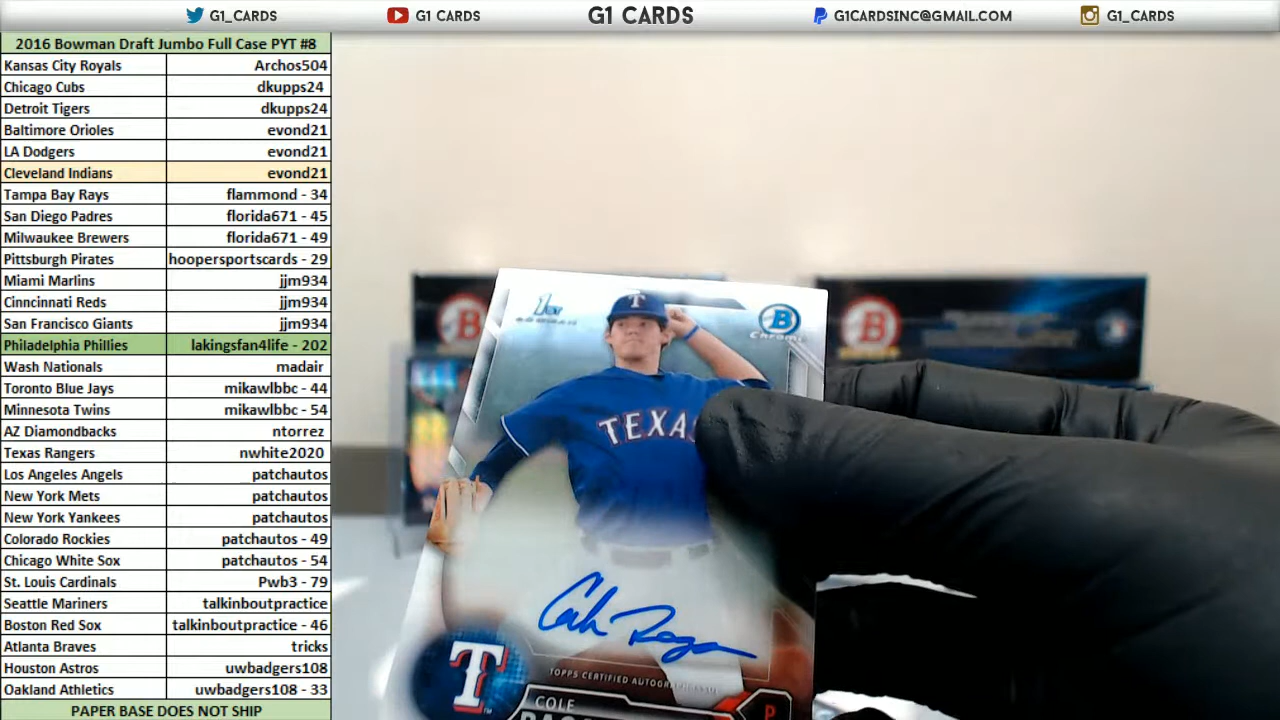 G1_CARDS
G1 CARDS
G1 CARDS
G1CARDSINC@GMAIL.COM
G1_CARDS
2016 Bowman Draft Jumbo Full Case PYT #8
Kansas City Royals Archos504
Chicago Cubs dkupps24
Detroit Tigers dkupps24
Baltimore Orioles evond21
LA Dodgers evond21
Cleveland Indians evond21
Tampa Bay Rays flammond - 34
San Diego Padres florida671 - 45
Milwaukee Brewers florida671 - 49
Pittsburgh Pirates hoopersportscards - 29
Miami Marlins jjm934
Cinncinnati Reds jjm934
San Francisco Giants jjm934
Philadelphia Phillies lakingsfan4life - 202
Wash Nationals madair
Toronto Blue Jays mikawlbbc - 44
Minnesota Twins mikawlbbc - 54
AZ Diamondbacks ntorrez
Texas Rangers nwhite2020
Los Angeles Angels patchautos
New York Mets patchautos
New York Yankees patchautos
Colorado Rockies patchautos - 49
Chicago White Sox patchautos - 54
St. Louis Cardinals Pwb3 - 79
Seattle Mariners talkinboutpractice
Boston Red Sox talkinboutpractice - 46
Atlanta Braves tricks
Houston Astros uwbadgers108
Oakland Athletics uwbadgers108 - 33
PAPER BASE DOES NOT SHIP
1st
BOWMAN
B
Chrome
T
TEXAS
TOPPS CERTIFIED AUTOGRAPH ISSUE
T
COLE
P
B
B